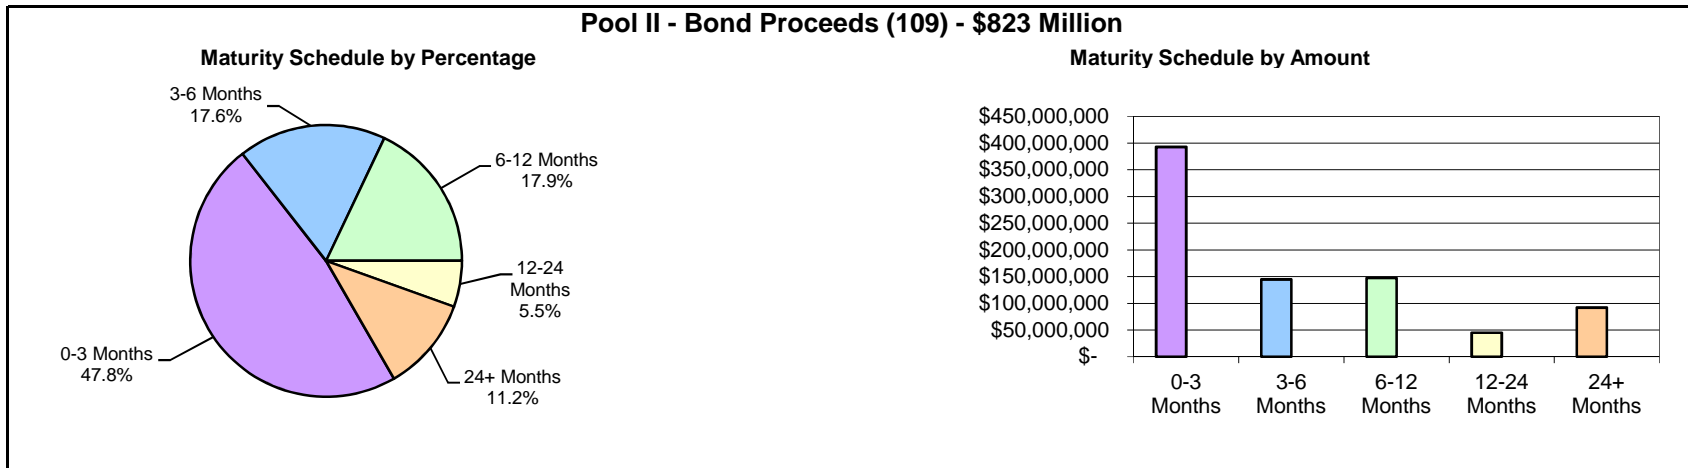 Pool II - Bond Proceeds (109) - $823 Million
Maturity Schedule by Percentage
3-6 Months
17.6%
6-12 Months
17.9%
12-24
Months
5.5%
0-3 Months
47.8%
24+ Months
11.2%
Maturity Schedule by Amount
$450,000,000
$400,000,000
$350,000,000
$300,000,000
$250,000,000
$200,000,000
$150,000,000
$100,000,000
$50,000,000
$-
0-3
Months
3-6
Months
6-12
Months
12-24
Months
24+
Months